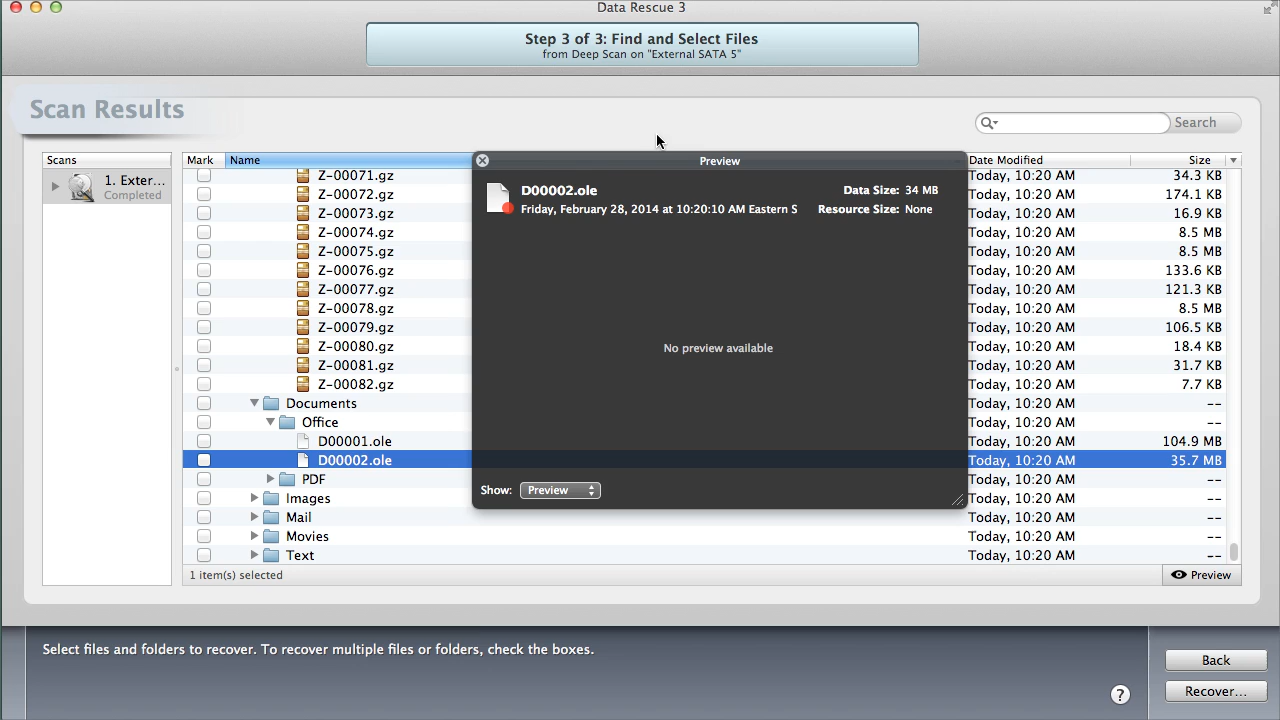 Data Rescue 3
Step 3 of 3: Find and Select Files
from Deep Scan on "External SATA 5"
Scan Results
Search
Scans
1. Exter...
Completed
Mark Name Date Modified Size
Z-00071.gz Today, 10:20 AM 34.3 KB
Z-00072.gz Today, 10:20 AM 174.1 KB
Z-00073.gz Today, 10:20 AM 16.9 KB
Z-00074.gz Today, 10:20 AM 8.5 MB
Z-00075.gz Today, 10:20 AM 8.5 MB
Z-00076.gz Today, 10:20 AM 133.6 KB
Z-00077.gz Today, 10:20 AM 121.3 KB
Z-00078.gz Today, 10:20 AM 8.5 MB
Z-00079.gz Today, 10:20 AM 106.5 KB
Z-00080.gz Today, 10:20 AM 18.4 KB
Z-00081.gz Today, 10:20 AM 31.7 KB
Z-00082.gz Today, 10:20 AM 7.7 KB
Documents Today, 10:20 AM --
Office Today, 10:20 AM --
D00001.ole Today, 10:20 AM 104.9 MB
D00002.ole Today, 10:20 AM 35.7 MB
PDF Today, 10:20 AM --
Images Today, 10:20 AM --
Mail Today, 10:20 AM --
Movies Today, 10:20 AM --
Text Today, 10:20 AM --
1 item(s) selected
Preview
Preview
D00002.ole Data Size: 34 MB
Friday, February 28, 2014 at 10:20:10 AM Eastern S Resource Size: None
No preview available
Show: Preview
Select files and folders to recover. To recover multiple files or folders, check the boxes.
?
Back
Recover...